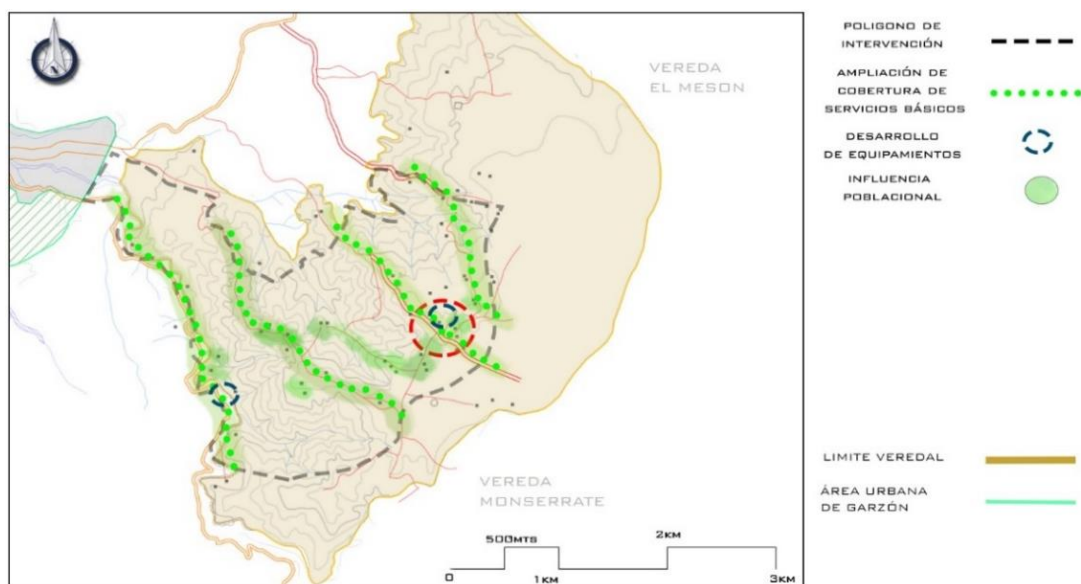 VEREDA
EL MESON
VEREDA
MONSERRATE
500MTS
2KM
0
1KM
3KM
POLIGONO DE
INTERVENCIÓN
AMPLIACIÓN DE
COBERTURA DE
SERVICIOS BÁSICOS
DESARROLLO
DE EQUIPAMIENTOS
INFLUENCIA
POBLACIONAL
LIMITE VEREDAL
ÁREA URBANA
DE GARZÓN